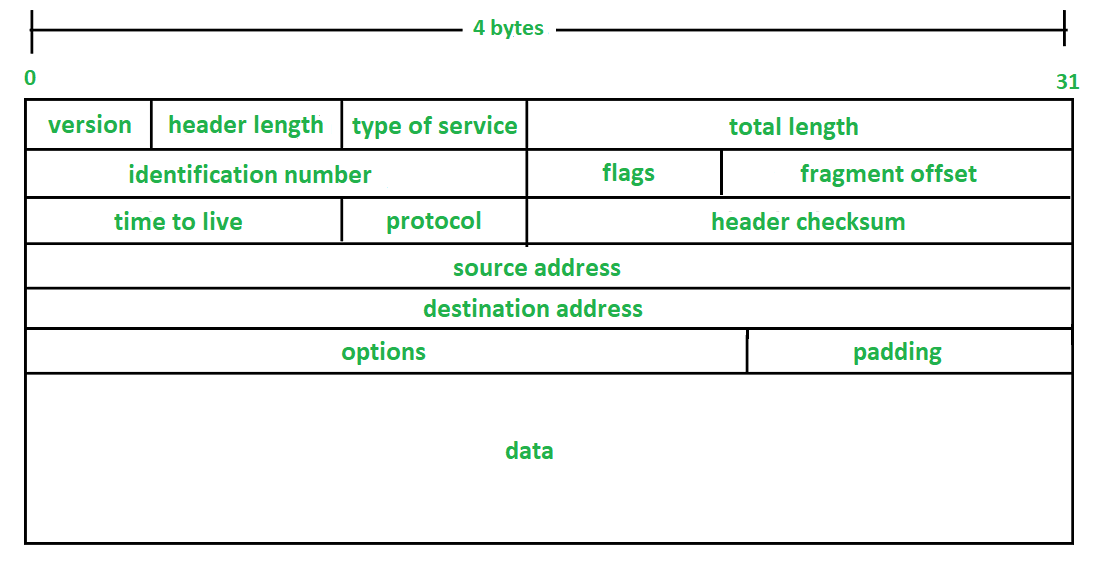 4 bytes
0 31
version header length type of service total length
identification number flags fragment offset
time to live protocol header checksum
source address
destination address
options padding
data